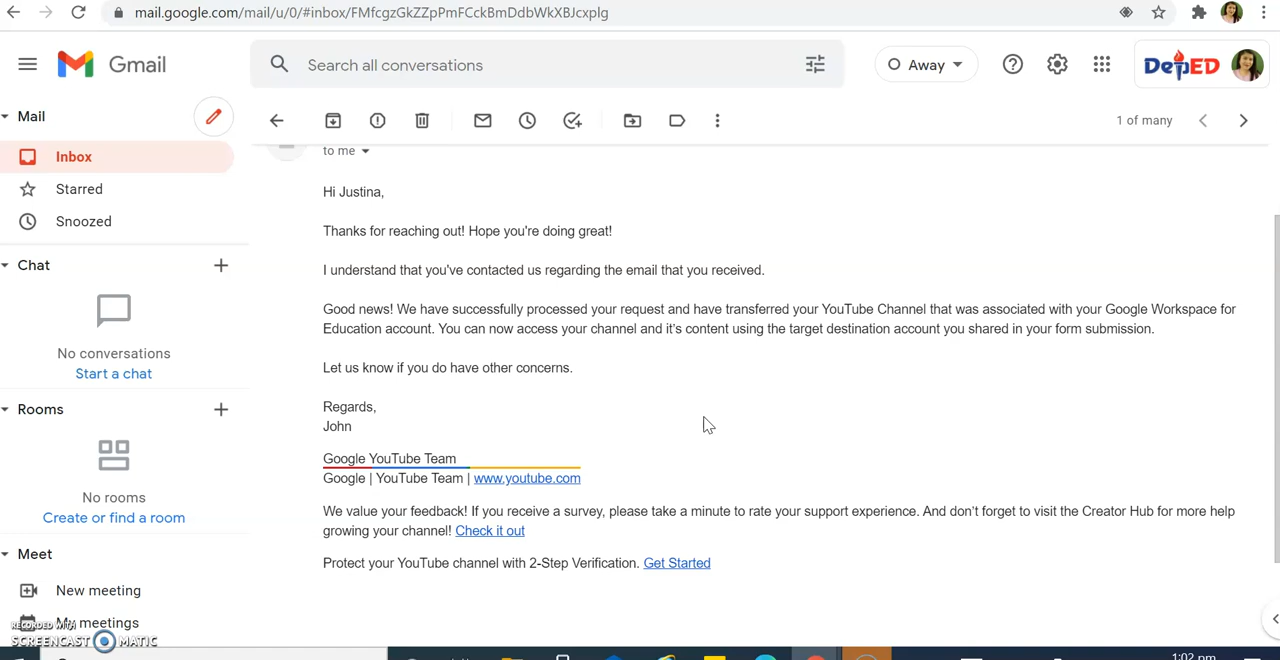 mail.google.com/mail/u/0/#inbox/FMfcgzGkZZpPmFCckBmDdbWkXBJcxplg
Gmail
Search all conversations
Away
DepED
Mail
1 of many
Inbox
Starred
Snoozed
Chat
No conversations
Start a chat
Rooms
No rooms
Create or find a room
Meet
New meeting
My meetings
to me
Hi Justina,
Thanks for reaching out! Hope you're doing great!
I understand that you've contacted us regarding the email that you received.
Good news! We have successfully processed your request and have transferred your YouTube Channel that was associated with your Google Workspace for
Education account. You can now access your channel and it's content using the target destination account you shared in your form submission.
Let us know if you do have other concerns.
Regards,
John
Google YouTube Team
Google | YouTube Team | www.youtube.com
We value your feedback! If you receive a survey, please take a minute to rate your support experience. And don't forget to visit the Creator Hub for more help
growing your channel! Check it out
Protect your YouTube channel with 2-Step Verification. Get Started
RECORDED WITH
SCREENCAST MATIC
1:02 pm